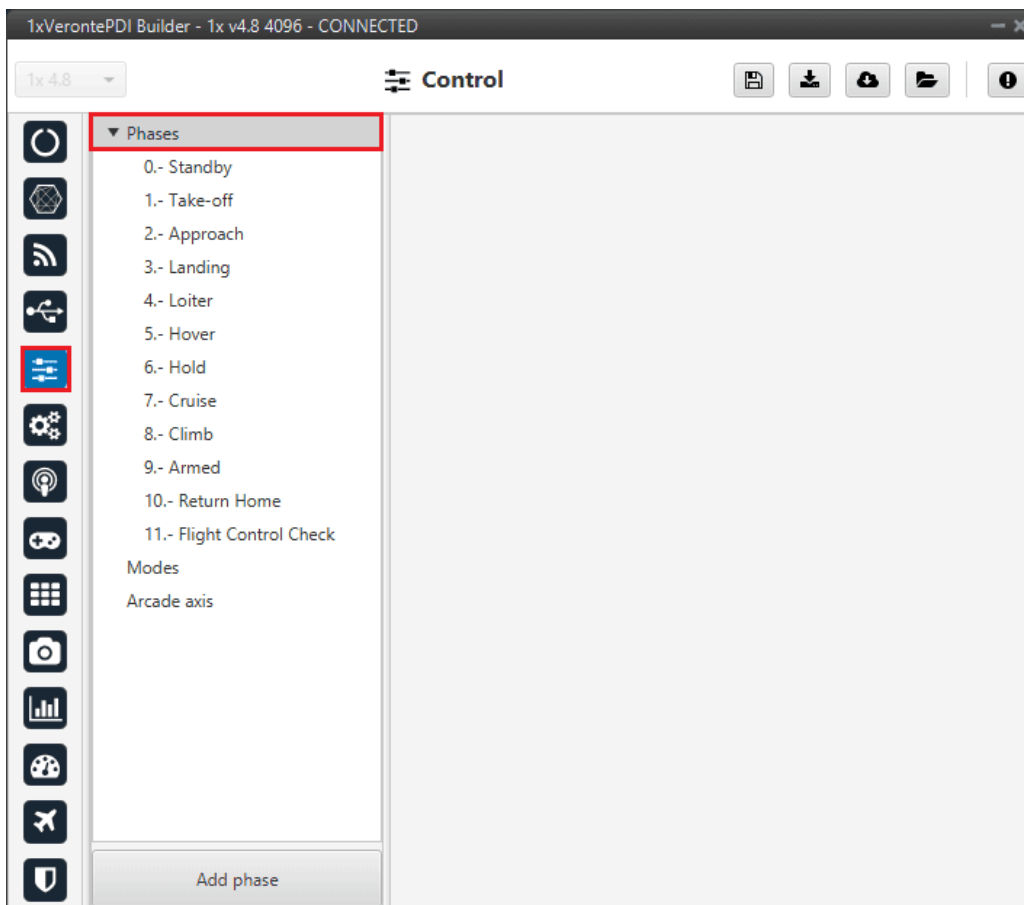 1xVerontePDI Builder - 1x v4.8 4096 - CONNECTED
1x 4.8
Control
Phases
0.- Standby
1.- Take-off
2.- Approach
3.- Landing
4.- Loiter
5.- Hover
6.- Hold
7.- Cruise
8.- Climb
9.- Armed
10.- Return Home
11.- Flight Control Check
Modes
Arcade axis
Add phase